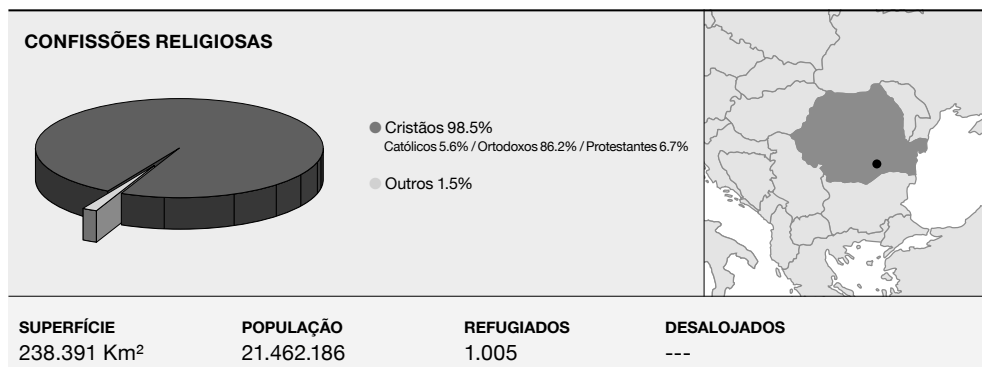 CONFISSÕES RELIGIOSAS
Cristãos 98.5%
Católicos 5.6% / Ortodoxos 86.2% / Protestantes 6.7%
Outros 1.5%
SUPERFÍCIE
238.391 Km²
POPULAÇÃO
21.462.186
REFUGIADOS
1.005
DESALOJADOS
---